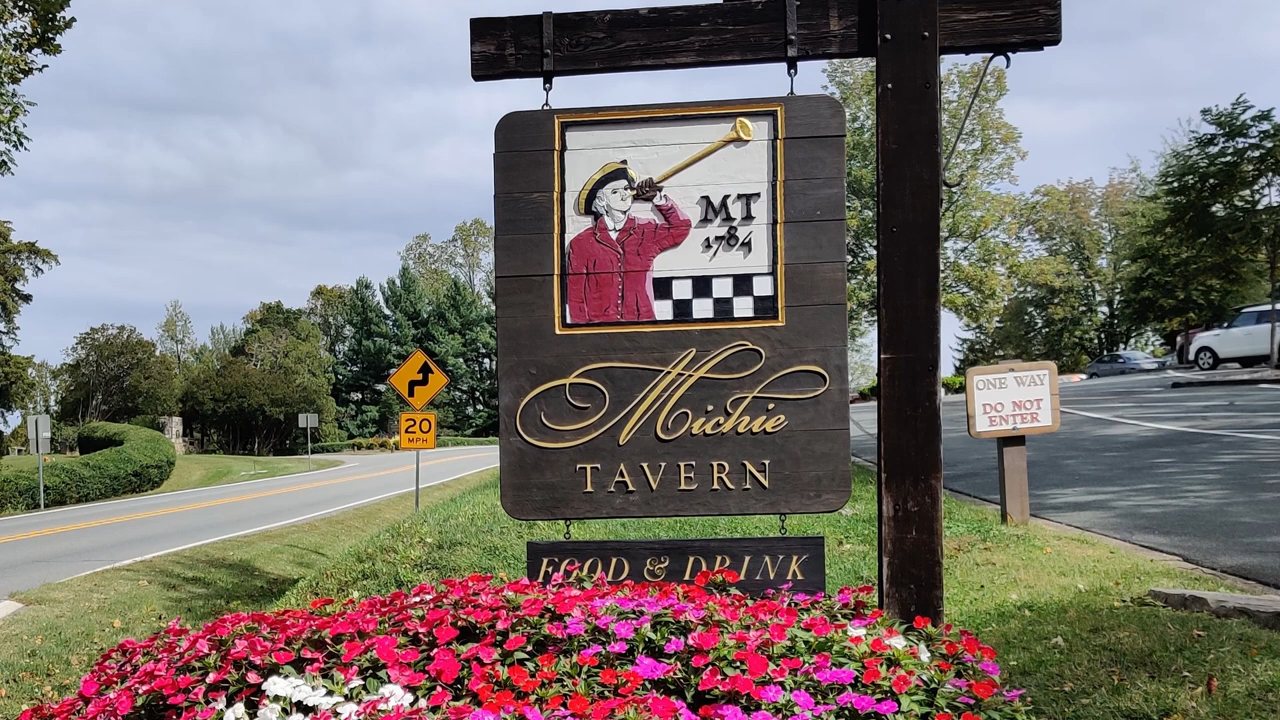 MT
1784
Michie
TAVERN
FOOD & DRINK
20
MPH
ONE WAY
DO NOT
ENTER